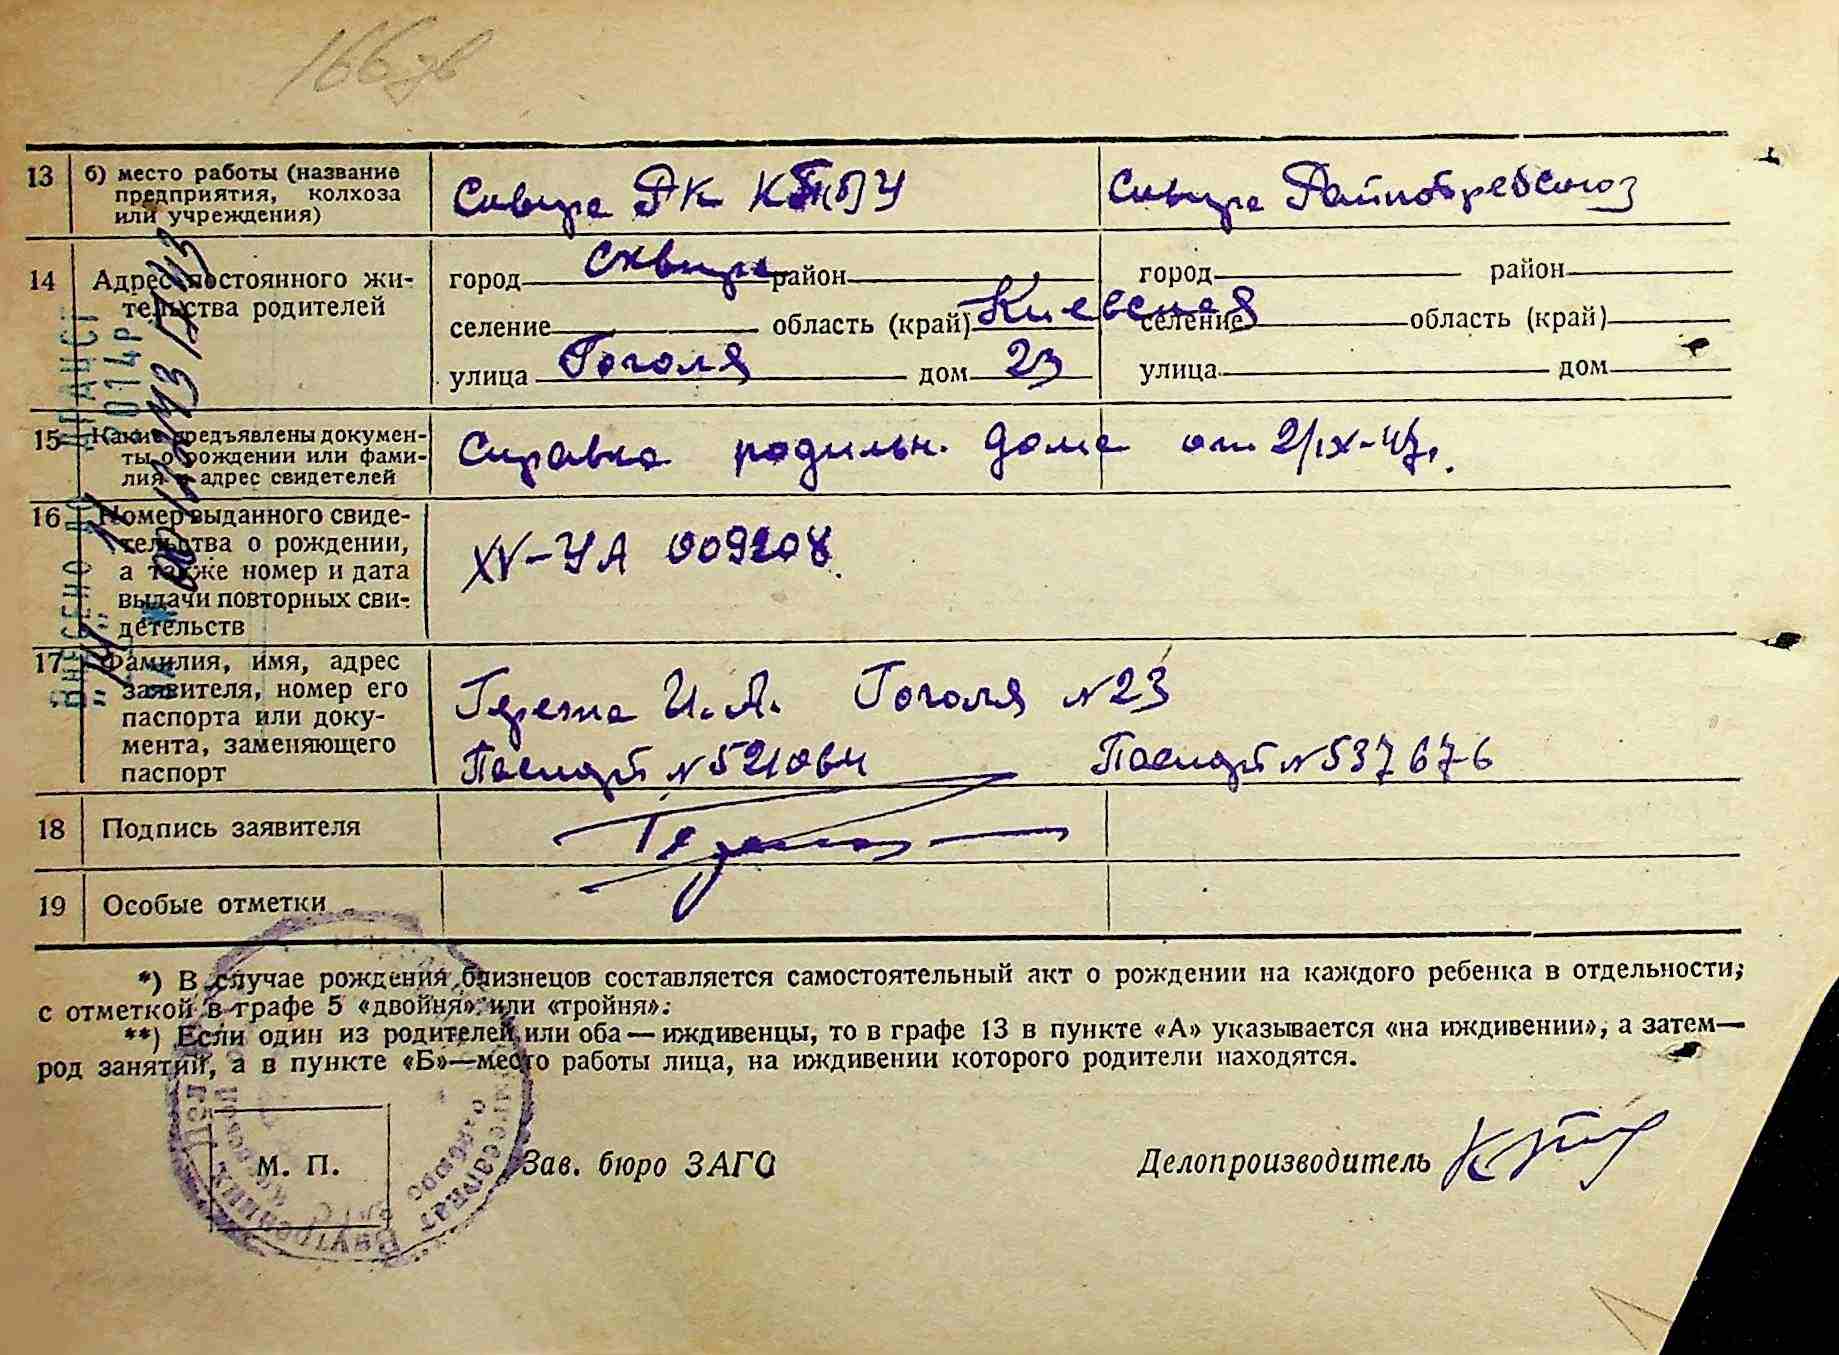 13 б) место работы (название
предприятия, колхоза
или учреждения)
Сквира РК КП(б)У Сквира Райпотребсоюз
14 Адрес постоянного жи-
тельства родителей
город Сквира район город район
селение область (край) Киевская селение область (край)
улица Гоголя дом 23 улица дом
15 Какие предъявлены докумен-
ты о рождении или фами-
лия и адрес свидетелей
Справка родильн. дома от 2/IX-47.
16 Номер выданного свиде-
тельства о рождении,
а также номер и дата
выдачи повторных сви-
детельств
XV-УА 009208
17 Фамилия, имя, адрес
заявителя, номер его
паспорта или доку-
мента, заменяющего
паспорт
И. А. Гоголя N 23
Паспорт N 521064 Паспорт N 537676
18 Подпись заявителя
19 Особые отметки
*) В случае рождения близнецов составляется самостоятельный акт о рождении на каждого ребенка в отдельности,
с отметкой в графе 5 «двойня» или «тройня».
**) Если один из родителей или оба — иждивенцы, то в графе 13 в пункте «А» указывается «на иждивении», а затем—
род занятий, а в пункте «Б»—место работы лица, на иждивении которого родители находятся.
М. П. Зав. бюро ЗАГС Делопроизводитель